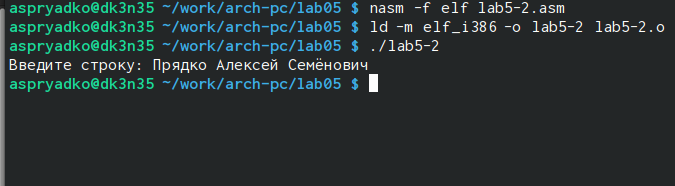 aspryadko@dk3n35 ~/work/arch-pc/lab05 $ nasm -f elf lab5-2.asm
aspryadko@dk3n35 ~/work/arch-pc/lab05 $ ld -m elf_i386 -o lab5-2 lab5-2.o
aspryadko@dk3n35 ~/work/arch-pc/lab05 $ ./lab5-2
Введите строку: Прядко Алексей Семёнович
aspryadko@dk3n35 ~/work/arch-pc/lab05 $